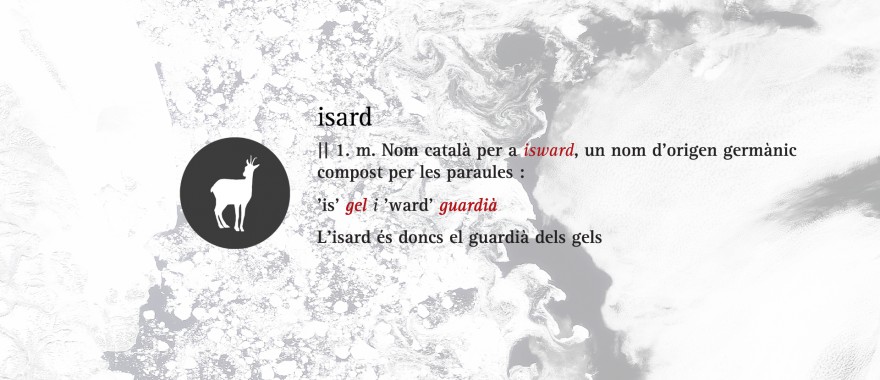 isard
|| 1. m. Nom català per a isward, un nom d’origen germànic
compost per les paraules :
’is’ gel i ’ward’ guardià
L’isard és doncs el guardià dels gels